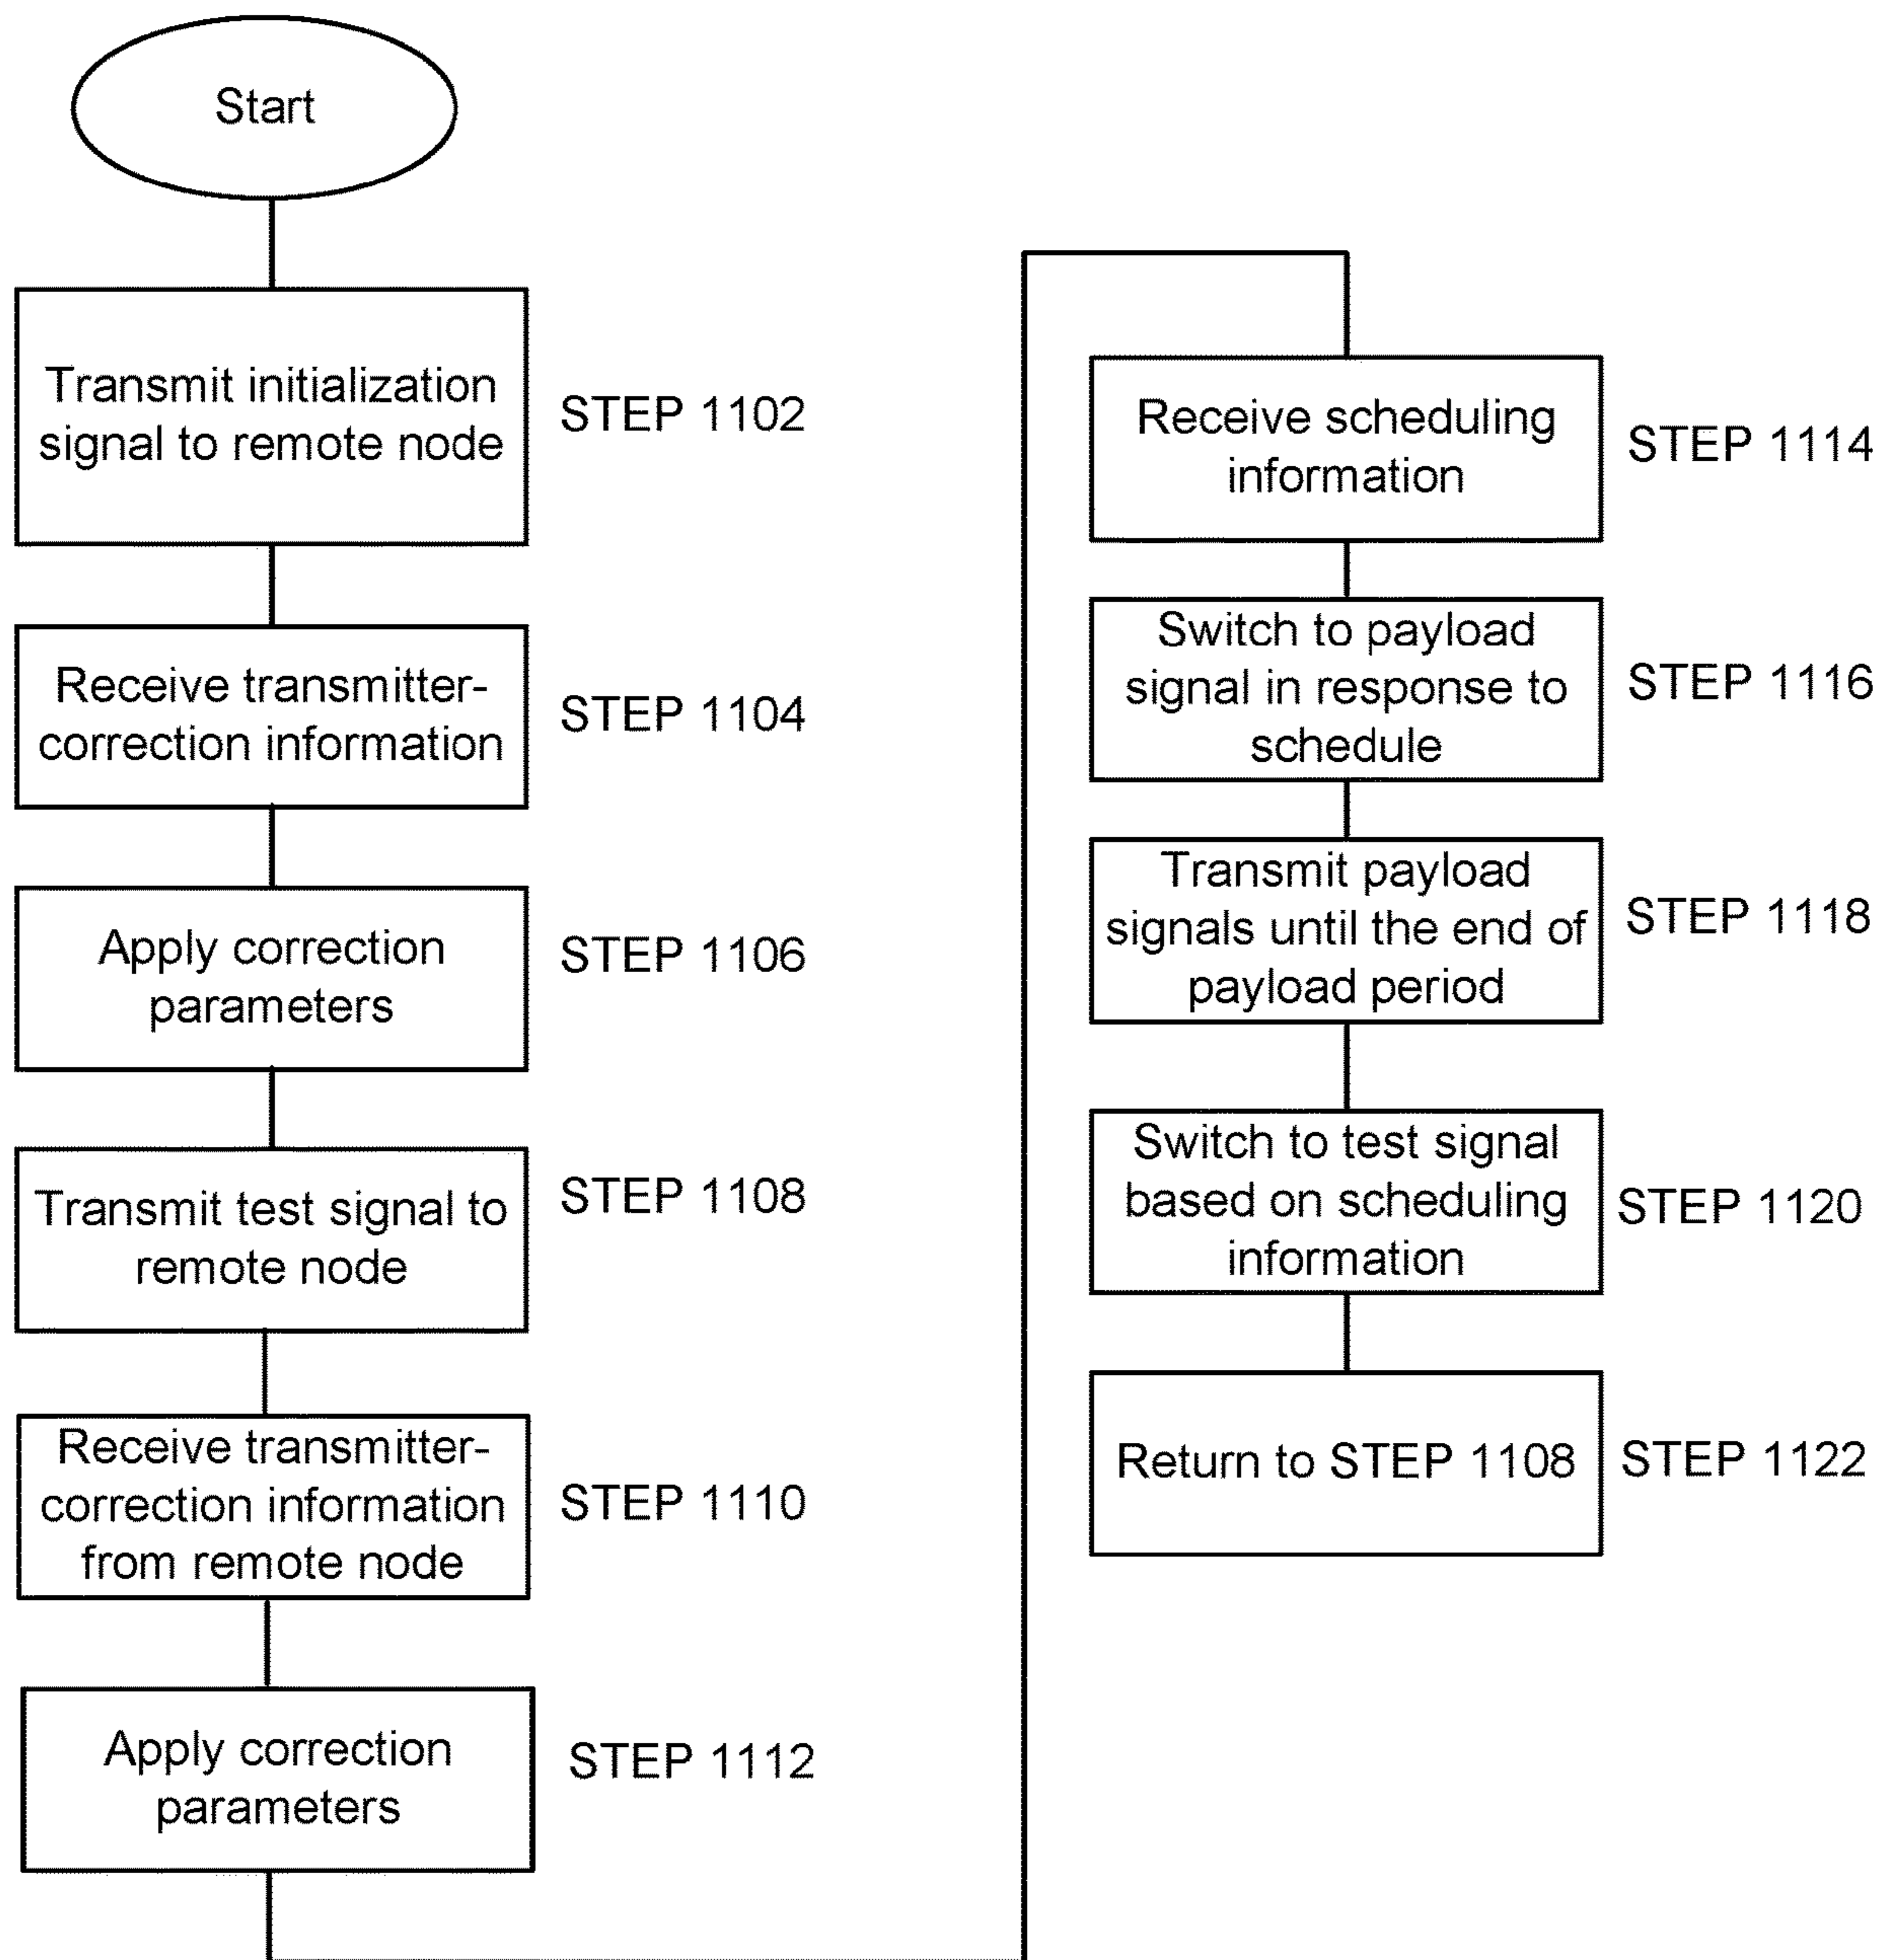 Start
Transmit initialization
signal to remote node
STEP 1102
Receive transmitter-
correction information
STEP 1104
Apply correction
parameters
STEP 1106
Transmit test signal to
remote node
STEP 1108
Receive transmitter-
correction information
from remote node
STEP 1110
Apply correction
parameters
STEP 1112
Receive scheduling
information
STEP 1114
Switch to payload
signal in response to
schedule
STEP 1116
Transmit payload
signals until the end of
payload period
STEP 1118
Switch to test signal
based on scheduling
information
STEP 1120
Return to STEP 1108
STEP 1122